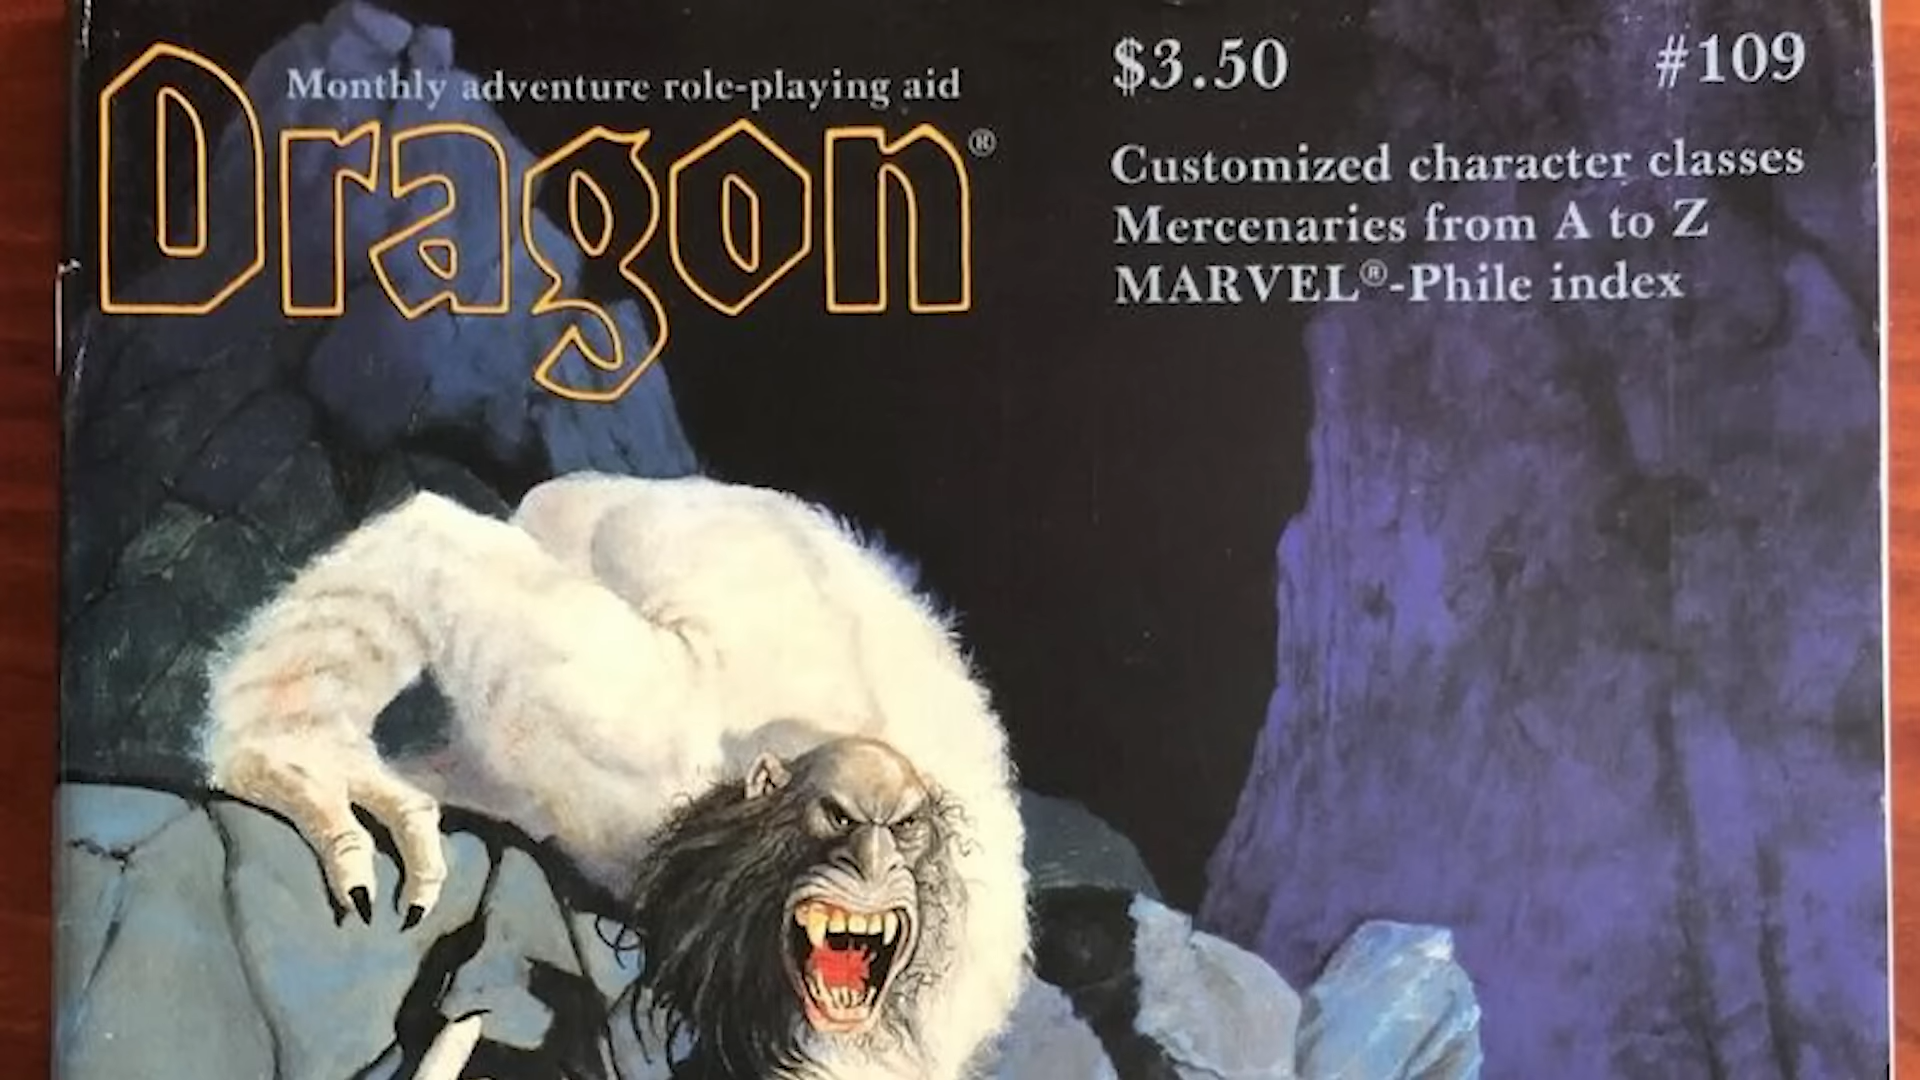 Monthly adventure role-playing aid
Dragon®
$3.50 #109
Customized character classes
Mercenaries from A to Z
MARVEL®-Phile index